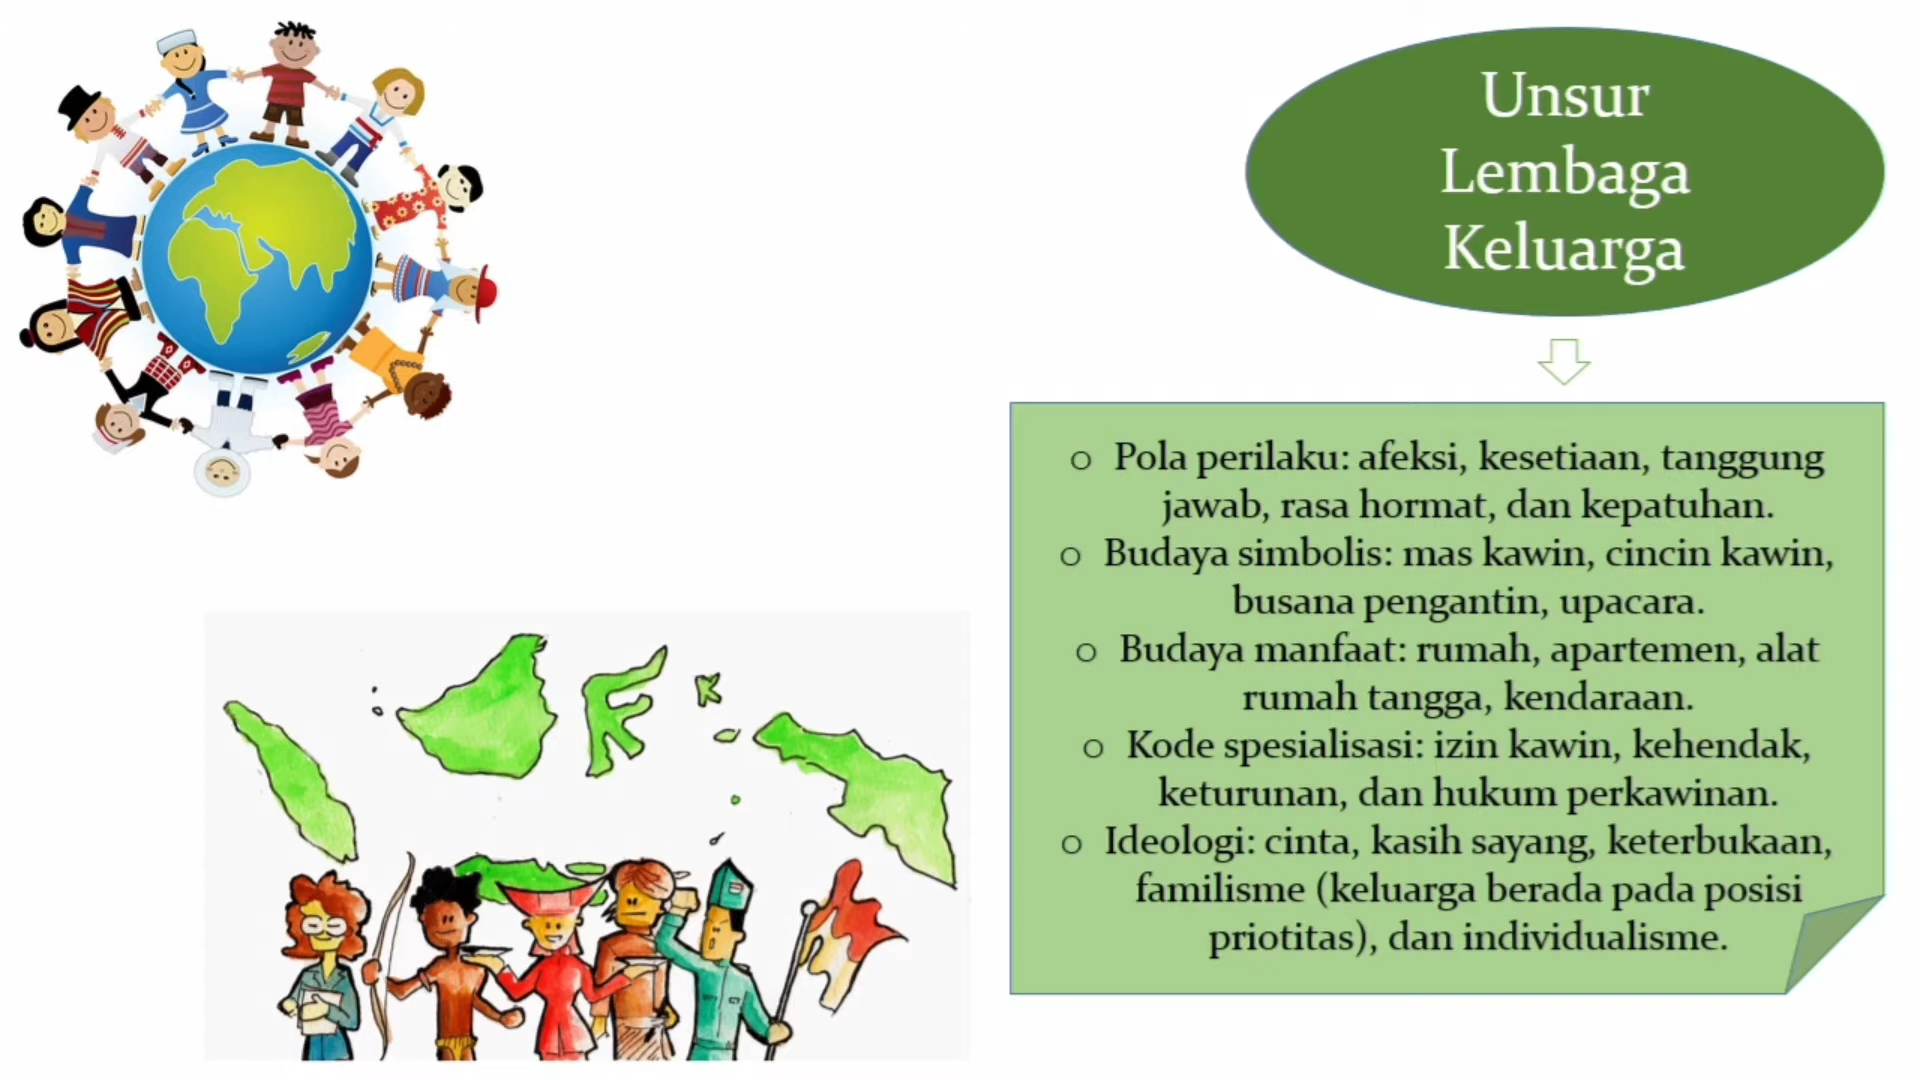 Unsur
Lembaga
Keluarga
o Pola perilaku: afeksi, kesetiaan, tanggung
jawab, rasa hormat, dan kepatuhan.
o Budaya simbolis: mas kawin, cincin kawin,
busana pengantin, upacara.
o Budaya manfaat: rumah, apartemen, alat
rumah tangga, kendaraan.
o Kode spesialisasi: izin kawin, kehendak,
keturunan, dan hukum perkawinan.
o Ideologi: cinta, kasih sayang, keterbukaan,
familisme (keluarga berada pada posisi
priotitas), dan individualisme.